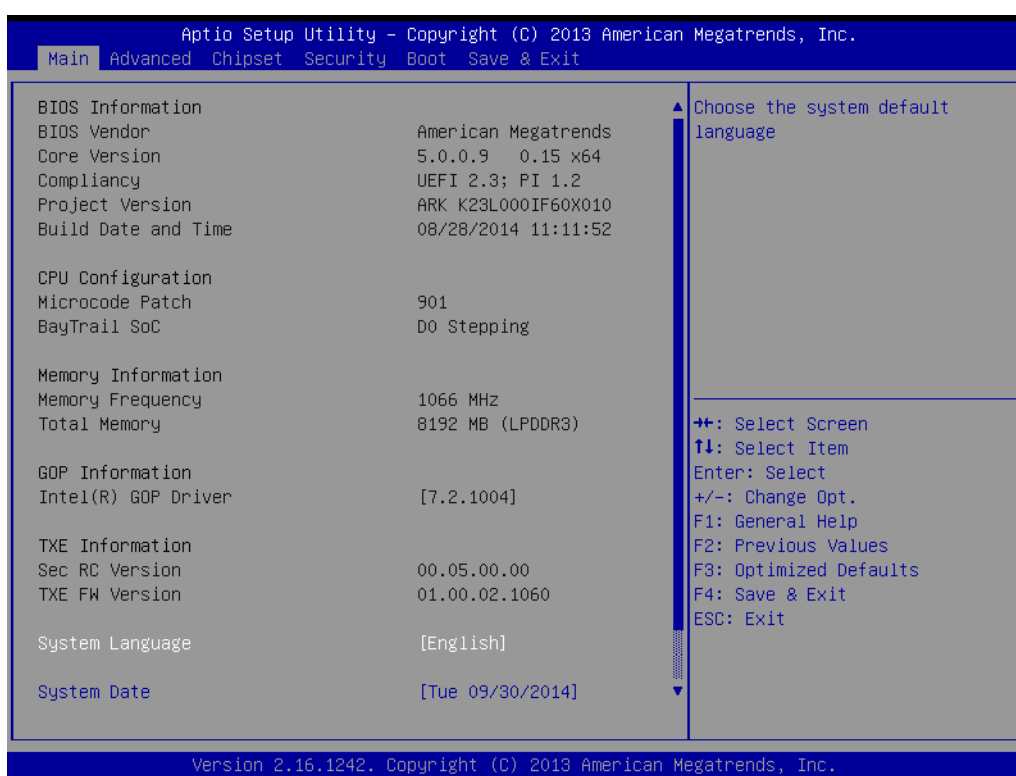 Aptio Setup Utility – Copyright (C) 2013 American Megatrends, Inc.
Main Advanced Chipset Security Boot Save & Exit
BIOS Information
BIOS Vendor American Megatrends
Core Version 5.0.0.9 0.15 x64
Compliancy UEFI 2.3; PI 1.2
Project Version ARK K23L000IF60X010
Build Date and Time 08/28/2014 11:11:52
CPU Configuration
Microcode Patch 901
BayTrail SoC D0 Stepping
Memory Information
Memory Frequency 1066 MHz
Total Memory 8192 MB (LPDDR3)
GOP Information
Intel(R) GOP Driver [7.2.1004]
TXE Information
Sec RC Version 00.05.00.00
TXE FW Version 01.00.02.1060
System Language [English]
System Date [Tue 09/30/2014]
Choose the system default
language
→←: Select Screen
↑↓: Select Item
Enter: Select
+/-: Change Opt.
F1: General Help
F2: Previous Values
F3: Optimized Defaults
F4: Save & Exit
ESC: Exit
Version 2.16.1242. Copyright (C) 2013 American Megatrends, Inc.